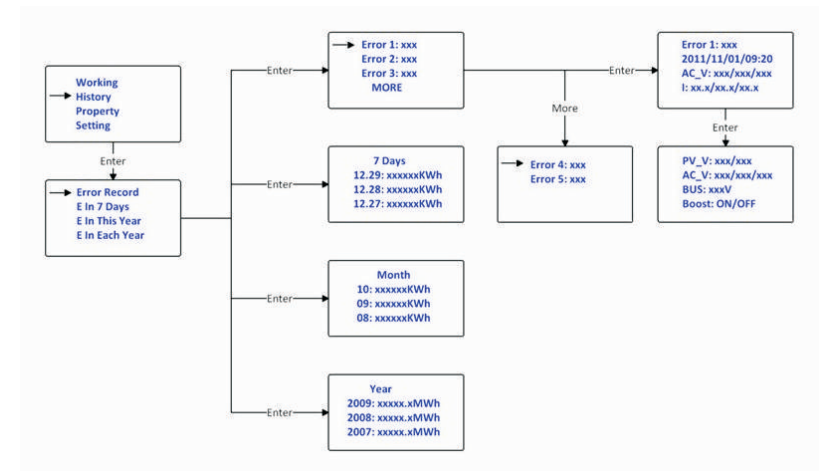 Working
History
Property
Setting
Enter
Error Record
E In 7 Days
E In This Year
E In Each Year
Enter
Error 1: xxx
Error 2: xxx
Error 3: xxx
MORE
More
Error 4: xxx
Error 5: xxx
Enter
Error 1: xxx
2011/11/01/09:20
AC_V: xxx/xxx/xxx
I: xx.x/xx.x/xx.x
Enter
PV_V: xxx/xxx
AC_V: xxx/xxx/xxx
BUS: xxxV
Boost: ON/OFF
Enter
7 Days
12.29: xxxxxxKWh
12.28: xxxxxxKWh
12.27: xxxxxxKWh
Enter
Month
10: xxxxxxKWh
09: xxxxxxKWh
08: xxxxxxKWh
Enter
Year
2009: xxxxx.xMWh
2008: xxxxx.xMWh
2007: xxxxx.xMWh